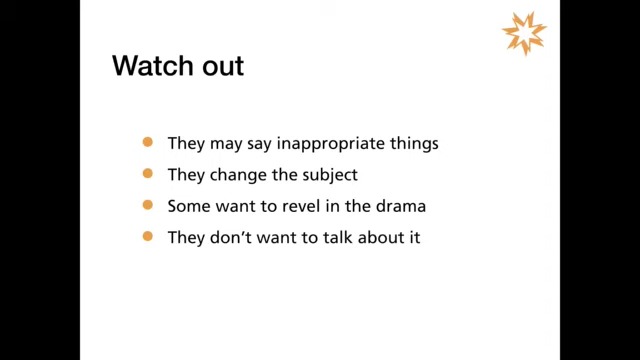 Watch out
They may say inappropriate things
They change the subject
Some want to revel in the drama
They don't want to talk about it